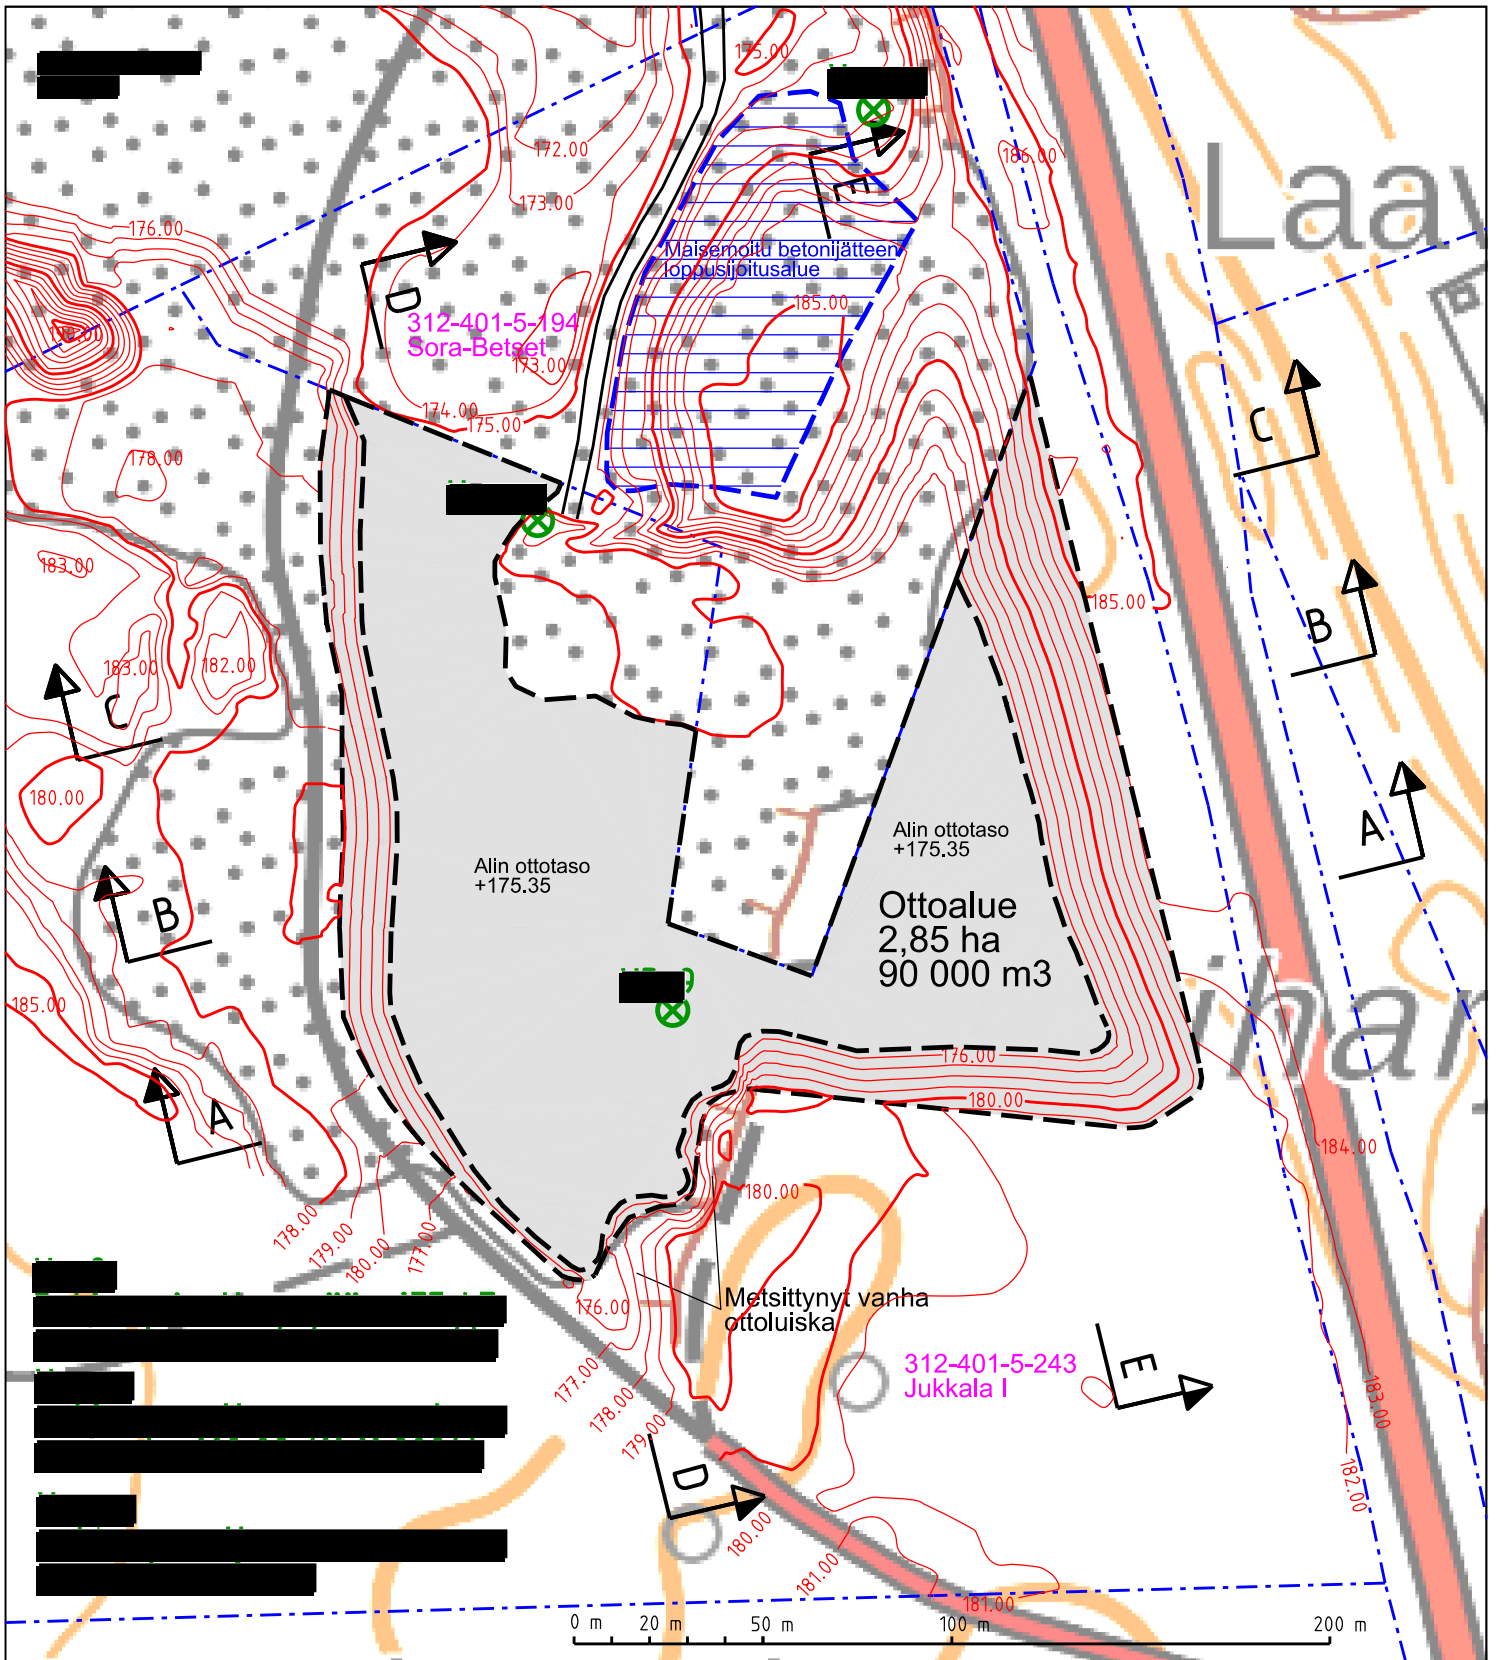 175.00
172.00
186.00
173.00
176.00
E
Maisemoitu betonijätteen
loppusijoitusalue
D
185.00
312-401-5-194
Sora-Betset
173.00
174.00
175.00
C
178.00
183.00
185.00
B
183.00
182.00
C
180.00
A
Alin ottotaso
+175.35
Alin ottotaso
+175.35
B
Ottoalue
2,85 ha
90 000 m3
185.00
176.00
180.00
A
184.00
180.00
178.00
179.00
180.00
177.00
Metsittynyt vanha
ottoluiska
176.00
312-401-5-243
Jukkala I
E
177.00
178.00
179.00
183.00
182.00
D
180.00
181.00
181.00
0 m 20 m 50 m 100 m 200 m